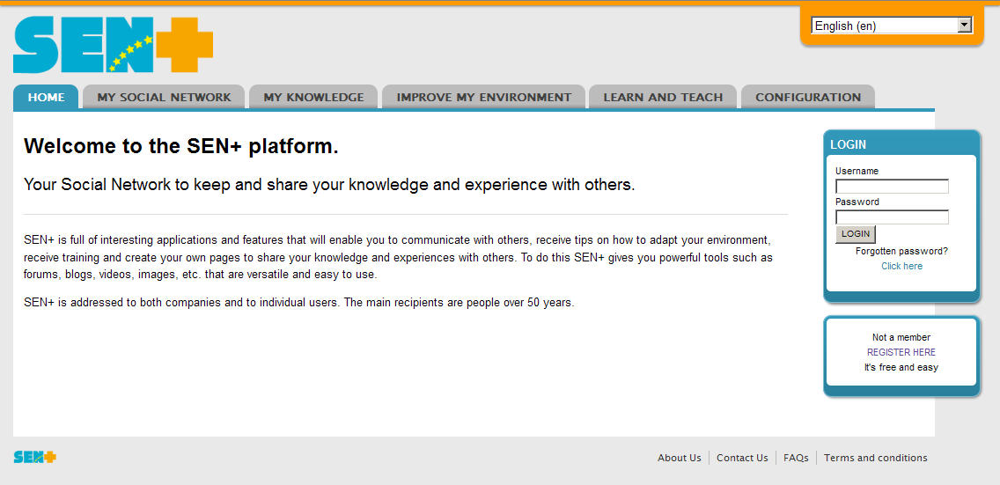 SEN+
English (en)
HOME
MY SOCIAL NETWORK
MY KNOWLEDGE
IMPROVE MY ENVIRONMENT
LEARN AND TEACH
CONFIGURATION
Welcome to the SEN+ platform.
Your Social Network to keep and share your knowledge and experience with others.
SEN+ is full of interesting applications and features that will enable you to communicate with others, receive tips on how to adapt your environment,
receive training and create your own pages to share your knowledge and experiences with others. To do this SEN+ gives you powerful tools such as
forums, blogs, videos, images, etc. that are versatile and easy to use.
SEN+ is addressed to both companies and to individual users. The main recipients are people over 50 years.
LOGIN
Username
Password
LOGIN
Forgotten password?
Click here
Not a member
REGISTER HERE
It's free and easy
SEN+
About Us
Contact Us
FAQs
Terms and conditions